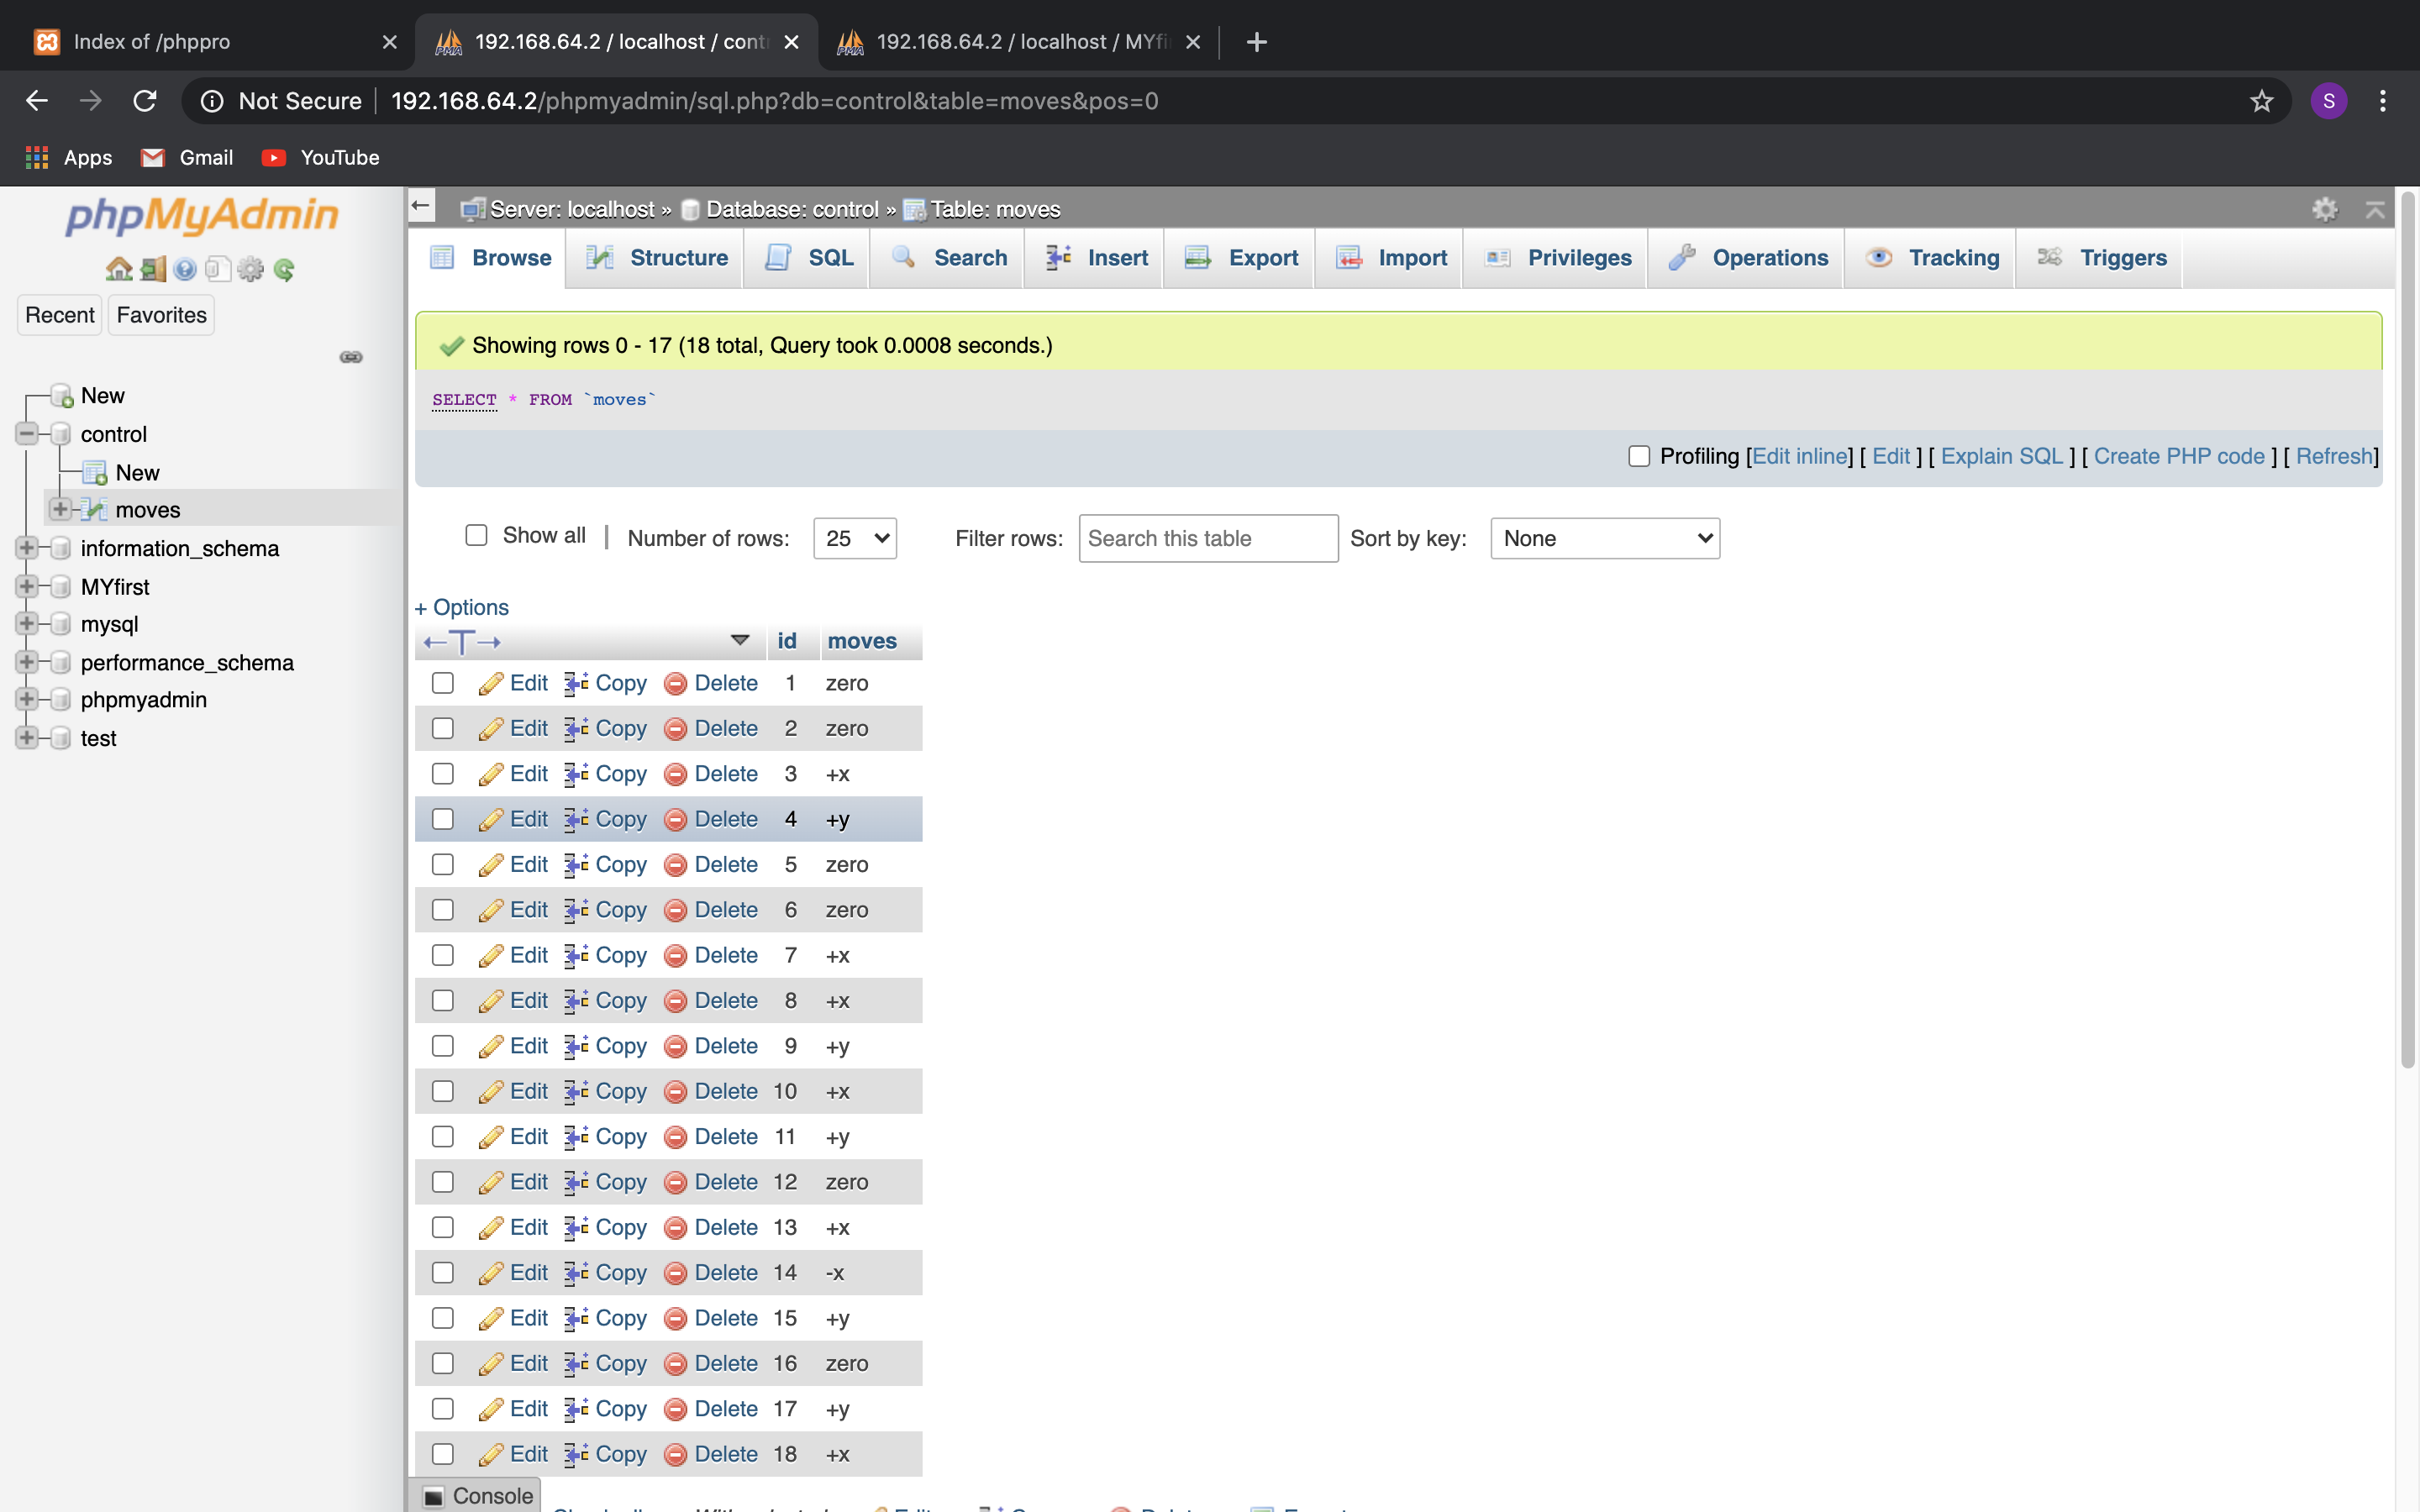 Index of /phppro
192.168.64.2 / localhost / cont
192.168.64.2 / localhost / MYfi
Not Secure 192.168.64.2/phpmyadmin/sql.php?db=control&table=moves&pos=0
S
Apps Gmail YouTube
phpMyAdmin
Recent Favorites
New
control
New
moves
information_schema
MYfirst
mysql
performance_schema
phpmyadmin
test
Server: localhost » Database: control » Table: moves
Browse Structure SQL Search Insert Export Import Privileges Operations Tracking Triggers
Showing rows 0 - 17 (18 total, Query took 0.0008 seconds.)
SELECT * FROM `moves`
Profiling [Edit inline] [ Edit ] [ Explain SQL ] [ Create PHP code ] [ Refresh]
Show all | Number of rows: 25 Filter rows: Search this table Sort by key: None
+ Options
←T→ id moves
Edit Copy Delete 1 zero
Edit Copy Delete 2 zero
Edit Copy Delete 3 +x
Edit Copy Delete 4 +y
Edit Copy Delete 5 zero
Edit Copy Delete 6 zero
Edit Copy Delete 7 +x
Edit Copy Delete 8 +x
Edit Copy Delete 9 +y
Edit Copy Delete 10 +x
Edit Copy Delete 11 +y
Edit Copy Delete 12 zero
Edit Copy Delete 13 +x
Edit Copy Delete 14 -x
Edit Copy Delete 15 +y
Edit Copy Delete 16 zero
Edit Copy Delete 17 +y
Edit Copy Delete 18 +x
Console